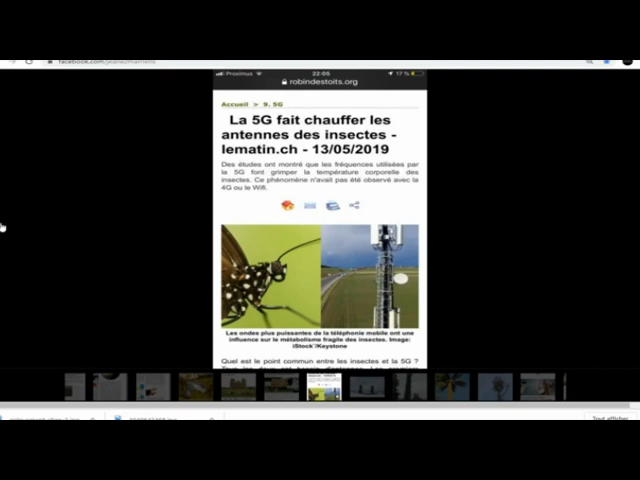 Proximus
22:05
17 %
robindestoits.org
Accueil > 9. 5G
La 5G fait chauffer les
antennes des insectes -
lematin.ch - 13/05/2019
Des études ont montré que les fréquences utilisées par
la 5G font grimper la température corporelle des
insectes. Ce phénomène n'avait pas été observé avec la
4G ou le Wifi.
Les ondes plus puissantes de la téléphonie mobile ont une
influence sur le métabolisme fragile des insectes. Image:
iStock/Keystone
Quel est le point commun entre les insectes et la 5G ?
Tout afficher